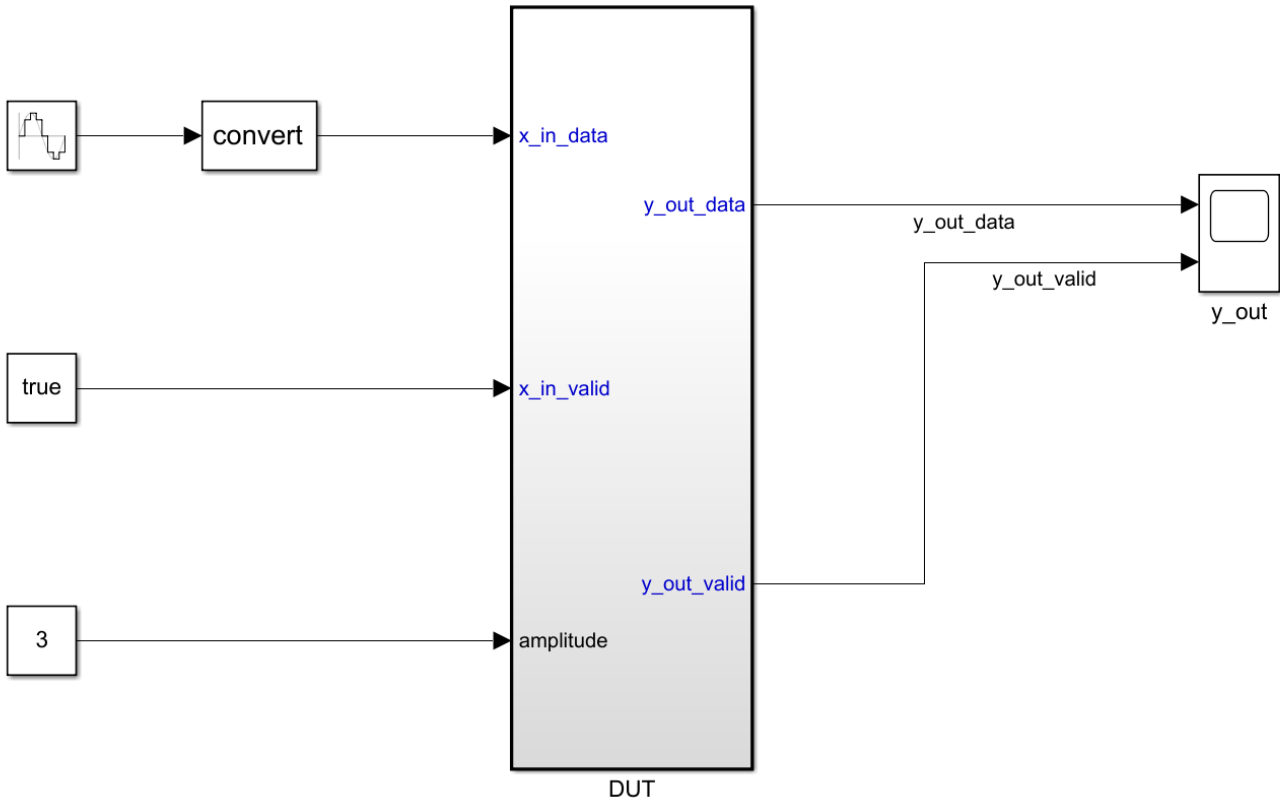 convert
x_in_data
y_out_data
y_out_data
y_out_valid
y_out
true
x_in_valid
y_out_valid
3
amplitude
DUT